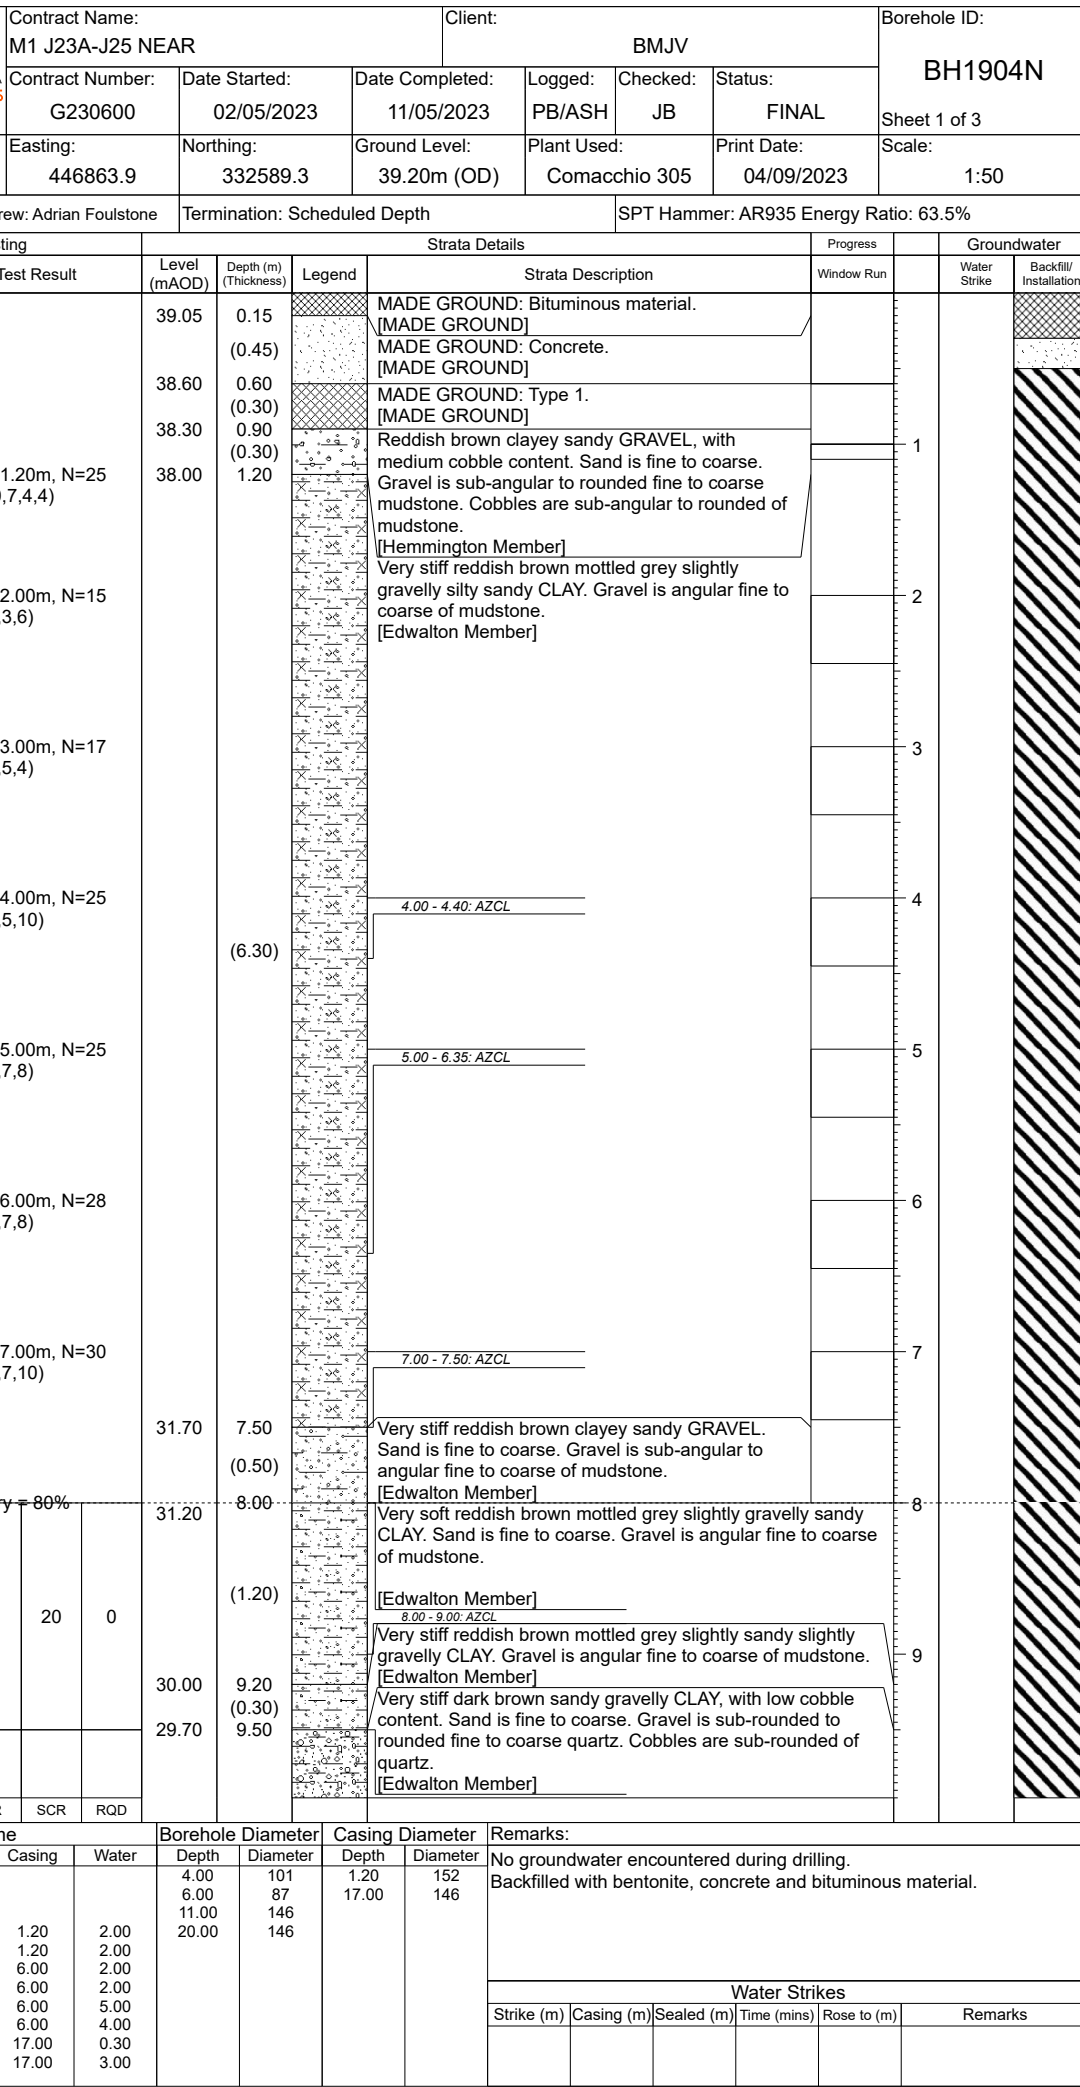 Contract Name:
Client:
Borehole ID:
M1 J23A-J25 NEAR
BMJV
BH1904N
Contract Number:
Date Started:
Date Completed:
Logged:
Checked:
Status:
G230600
02/05/2023
11/05/2023
PB/ASH
JB
FINAL
Sheet 1 of 3
Easting:
Northing:
Ground Level:
Plant Used:
Print Date:
Scale:
446863.9
332589.3
39.20m (OD)
Comacchio 305
04/09/2023
1:50
rew: Adrian Foulstone
Termination: Scheduled Depth
SPT Hammer: AR935 Energy Ratio: 63.5%
ting
Strata Details
Progress
Groundwater
Test Result
Level
(mAOD)
Depth (m)
(Thickness)
Legend
Strata Description
Window Run
Water
Strike
Backfill/
Installation
39.05 0.15
MADE GROUND: Bituminous material.
[MADE GROUND]
(0.45)
MADE GROUND: Concrete.
[MADE GROUND]
38.60 0.60
(0.30)
MADE GROUND: Type 1.
[MADE GROUND]
38.30 0.90
(0.30)
Reddish brown clayey sandy GRAVEL, with
medium cobble content. Sand is fine to coarse.
Gravel is sub-angular to rounded fine to coarse
mudstone. Cobbles are sub-angular to rounded of
mudstone.
[Hemmington Member]
1
1.20m, N=25
,7,4,4)
38.00 1.20
Very stiff reddish brown mottled grey slightly
gravelly silty sandy CLAY. Gravel is angular fine to
coarse of mudstone.
[Edwalton Member]
2.00m, N=15
,3,6)
2
3.00m, N=17
,5,4)
3
4.00m, N=25
,5,10)
4.00 - 4.40: AZCL
4
(6.30)
5.00m, N=25
,7,8)
5.00 - 6.35: AZCL
5
6.00m, N=28
,7,8)
6
7.00m, N=30
,7,10)
7.00 - 7.50: AZCL
7
31.70 7.50
(0.50)
Very stiff reddish brown clayey sandy GRAVEL.
Sand is fine to coarse. Gravel is sub-angular to
angular fine to coarse of mudstone.
[Edwalton Member]
ry = 80%
8.00
8
31.20
Very soft reddish brown mottled grey slightly gravelly sandy
CLAY. Sand is fine to coarse. Gravel is angular fine to coarse
of mudstone.
[Edwalton Member]
(1.20)
20 0
8.00 - 9.00: AZCL
Very stiff reddish brown mottled grey slightly sandy slightly
gravelly CLAY. Gravel is angular fine to coarse of mudstone.
[Edwalton Member]
9
30.00 9.20
(0.30)
29.70 9.50
Very stiff dark brown sandy gravelly CLAY, with low cobble
content. Sand is fine to coarse. Gravel is sub-rounded to
rounded fine to coarse quartz. Cobbles are sub-rounded of
quartz.
[Edwalton Member]
SCR RQD
ne
Borehole Diameter
Casing Diameter
Remarks:
Casing Water
Depth Diameter
Depth Diameter
No groundwater encountered during drilling.
Backfilled with bentonite, concrete and bituminous material.
4.00 101 1.20 152
6.00 87 17.00 146
11.00 146
1.20 2.00 20.00 146
1.20 2.00
6.00 2.00
6.00 2.00
6.00 5.00
6.00 4.00
17.00 0.30
17.00 3.00
Water Strikes
Strike (m) Casing (m) Sealed (m) Time (mins) Rose to (m) Remarks